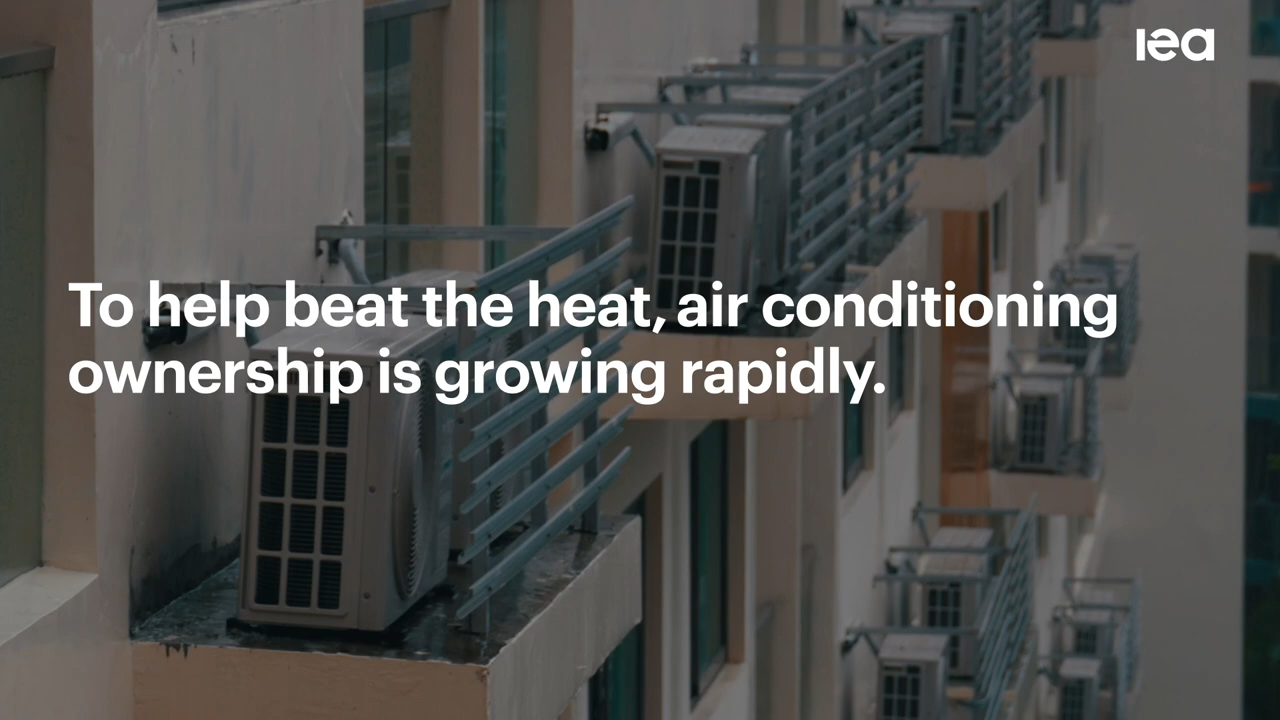 iea
To help beat the heat, air conditioning
ownership is growing rapidly.